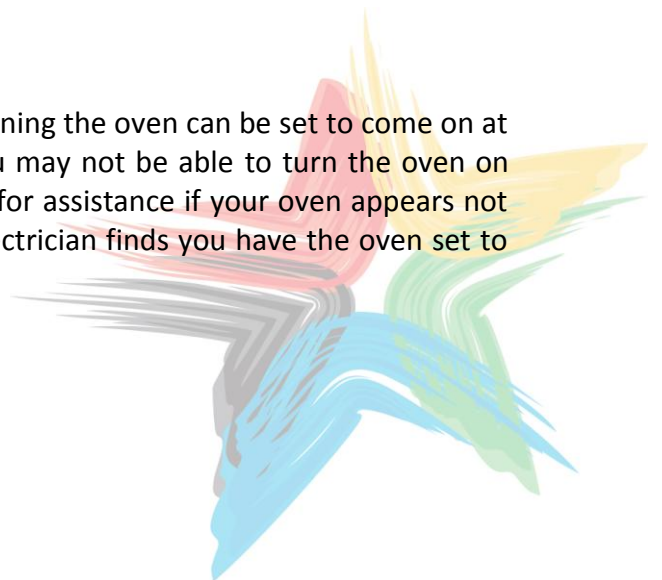 ning the oven can be set to come on at
may not be able to turn the oven on
for assistance if your oven appears not
finds you have the oven set to